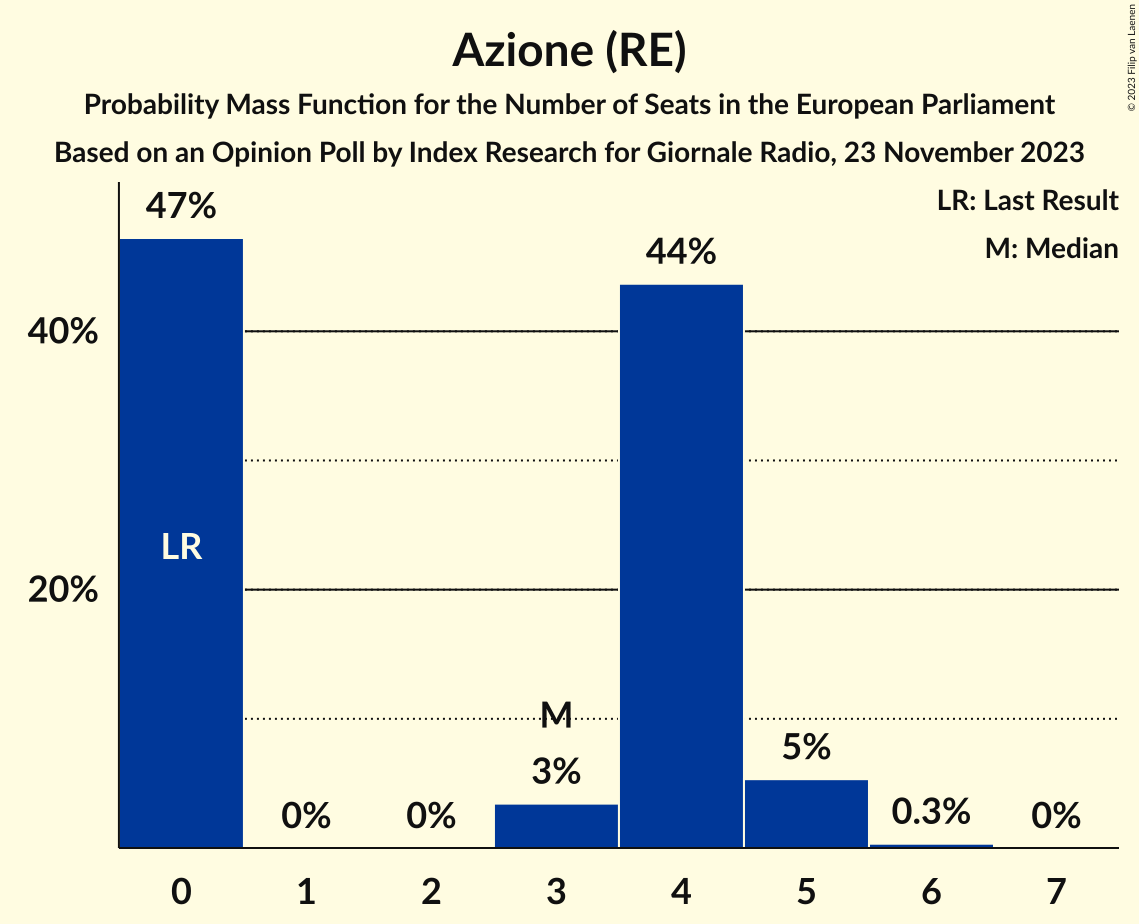 Azione (RE)
Probability Mass Function for the Number of Seats in the European Parliament
Based on an Opinion Poll by Index Research for Giornale Radio, 23 November 2023
© 2023 Filip van Laenen
LR: Last Result
M: Median
47%
44%
40%
LR
20%
M
3%
5%
0%
0%
0.3%
0%
0 1 2 3 4 5 6 7